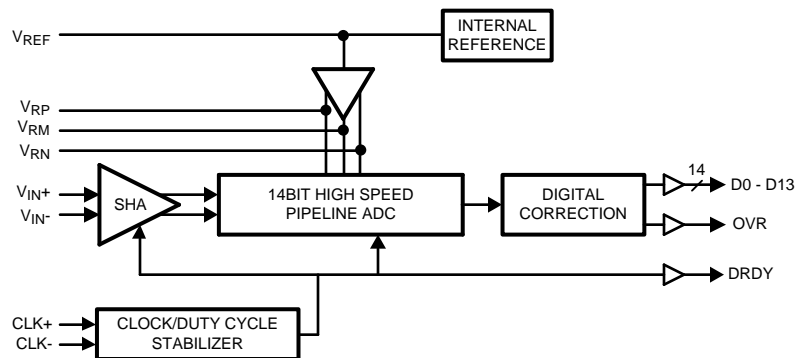 INTERNAL
REFERENCE
VREF
VRP
VRM
VRN
VIN+
VIN-
SHA
14BIT HIGH SPEED
PIPELINE ADC
DIGITAL
CORRECTION
14
D0 - D13
OVR
DRDY
CLK+
CLK-
CLOCK/DUTY CYCLE
STABILIZER